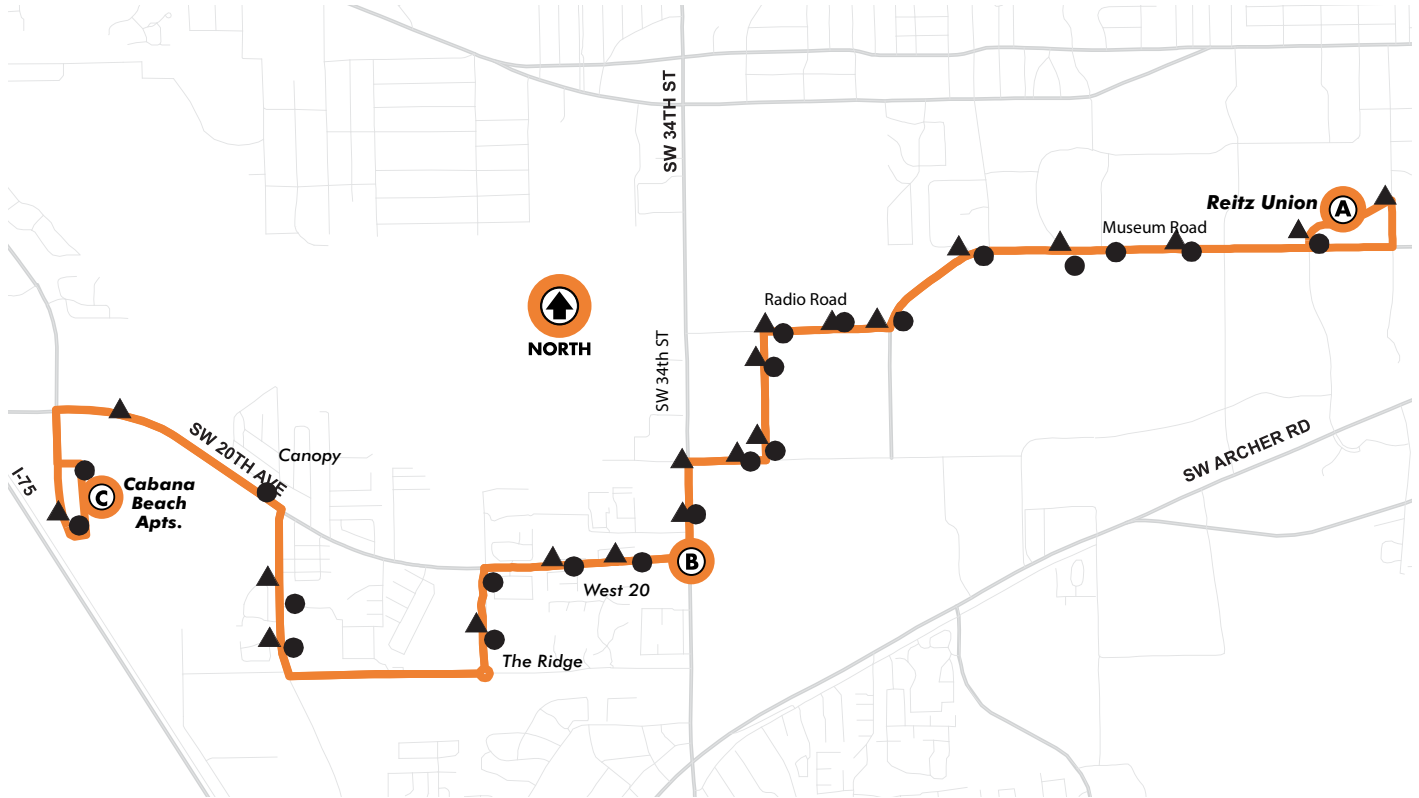 SW 34TH ST
Reitz Union
A
Museum Road
Radio Road
NORTH
SW 34th ST
SW 20TH AVE
Canopy
SW ARCHER RD
I-75
C
Cabana
Beach
Apts.
B
West 20
The Ridge